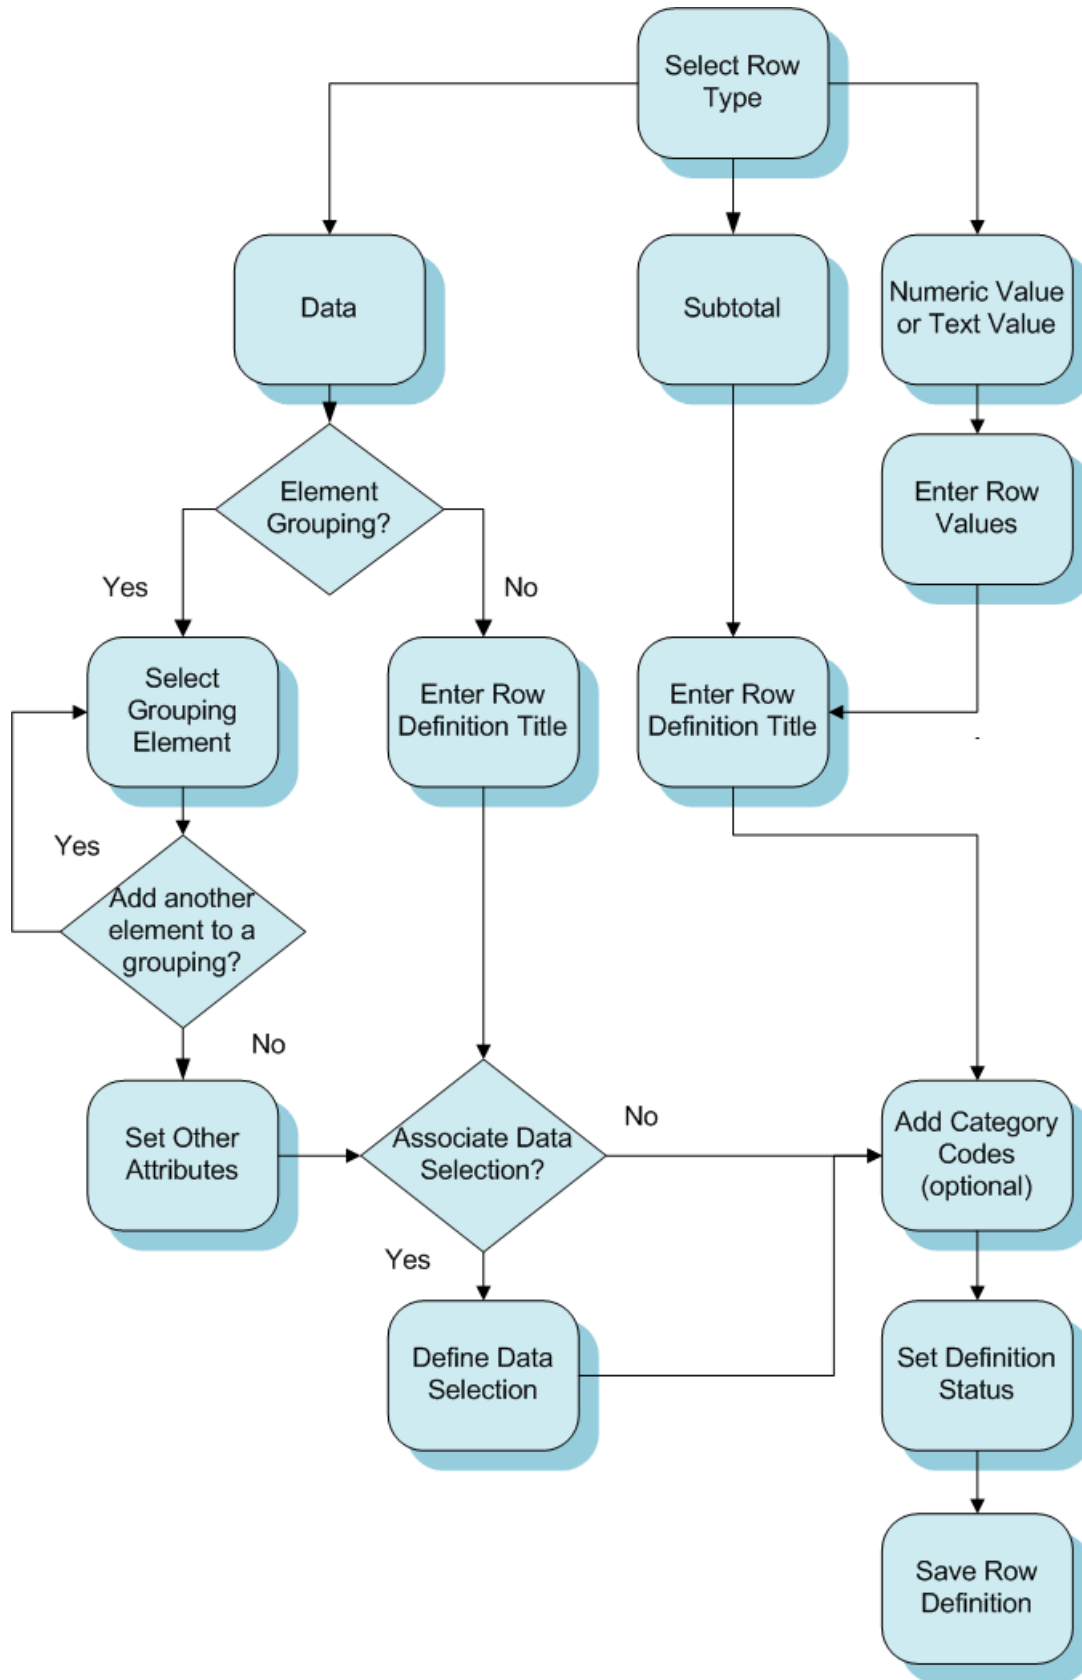 Select Row
Type
Data
Subtotal
Numeric Value
or Text Value
Element
Grouping?
Enter Row
Values
Yes
No
Select
Grouping
Element
Enter Row
Definition Title
Enter Row
Definition Title
Yes
Add another
element to a
grouping?
No
Set Other
Attributes
Associate Data
Selection?
No
Add Category
Codes
(optional)
Yes
Define Data
Selection
Set Definition
Status
Save Row
Definition